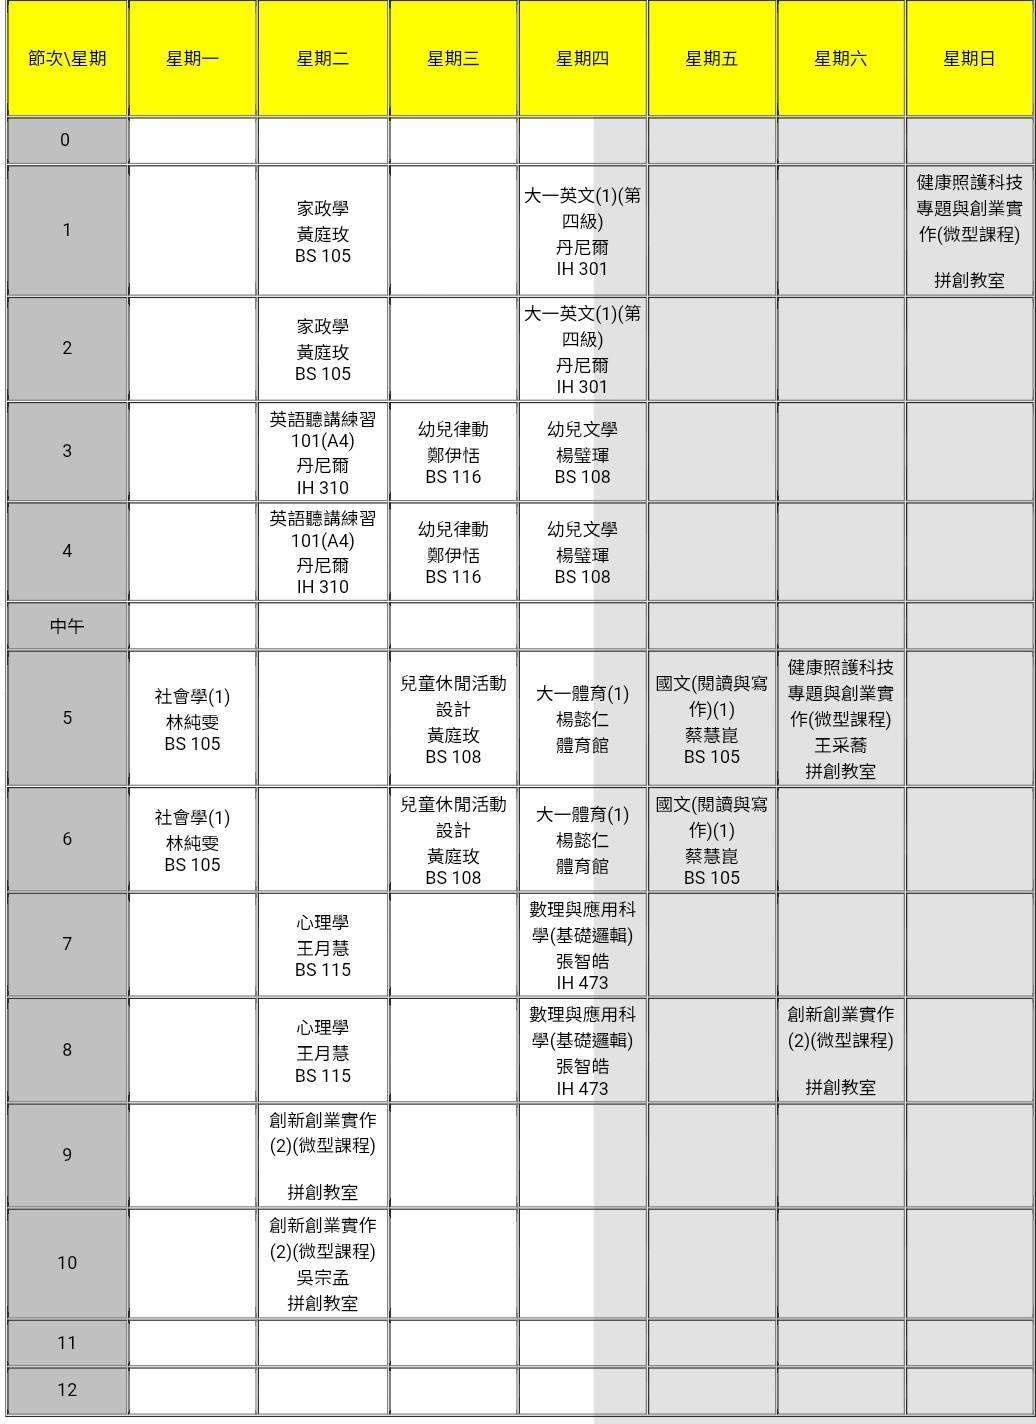 節次\星期 星期一 星期二 星期三 星期四 星期五 星期六 星期日
0
1
家政學
黃庭玫
BS 105
大一英文(1)(第
四級)
丹尼爾
IH 301
健康照護科技
專題與創業實
作(微型課程)
拼創教室
2
家政學
黃庭玫
BS 105
大一英文(1)(第
四級)
丹尼爾
IH 301
3
英語聽講練習
101(A4)
丹尼爾
IH 310
幼兒律動
鄭伊恬
BS 116
幼兒文學
楊璧琿
BS 108
4
英語聽講練習
101(A4)
丹尼爾
IH 310
幼兒律動
鄭伊恬
BS 116
幼兒文學
楊璧琿
BS 108
中午
5
社會學(1)
林純雯
BS 105
兒童休閒活動
設計
黃庭玫
BS 108
大一體育(1)
楊懿仁
體育館
國文(閱讀與寫
作)(1)
蔡慧崑
BS 105
健康照護科技
專題與創業實
作(微型課程)
王采蕎
拼創教室
6
社會學(1)
林純雯
BS 105
兒童休閒活動
設計
黃庭玫
BS 108
大一體育(1)
楊懿仁
體育館
國文(閱讀與寫
作)(1)
蔡慧崑
BS 105
7
心理學
王月慧
BS 115
數理與應用科
學(基礎邏輯)
張智皓
IH 473
8
心理學
王月慧
BS 115
數理與應用科
學(基礎邏輯)
張智皓
IH 473
創新創業實作
(2)(微型課程)
拼創教室
9
創新創業實作
(2)(微型課程)
拼創教室
10
創新創業實作
(2)(微型課程)
吳宗孟
拼創教室
11
12